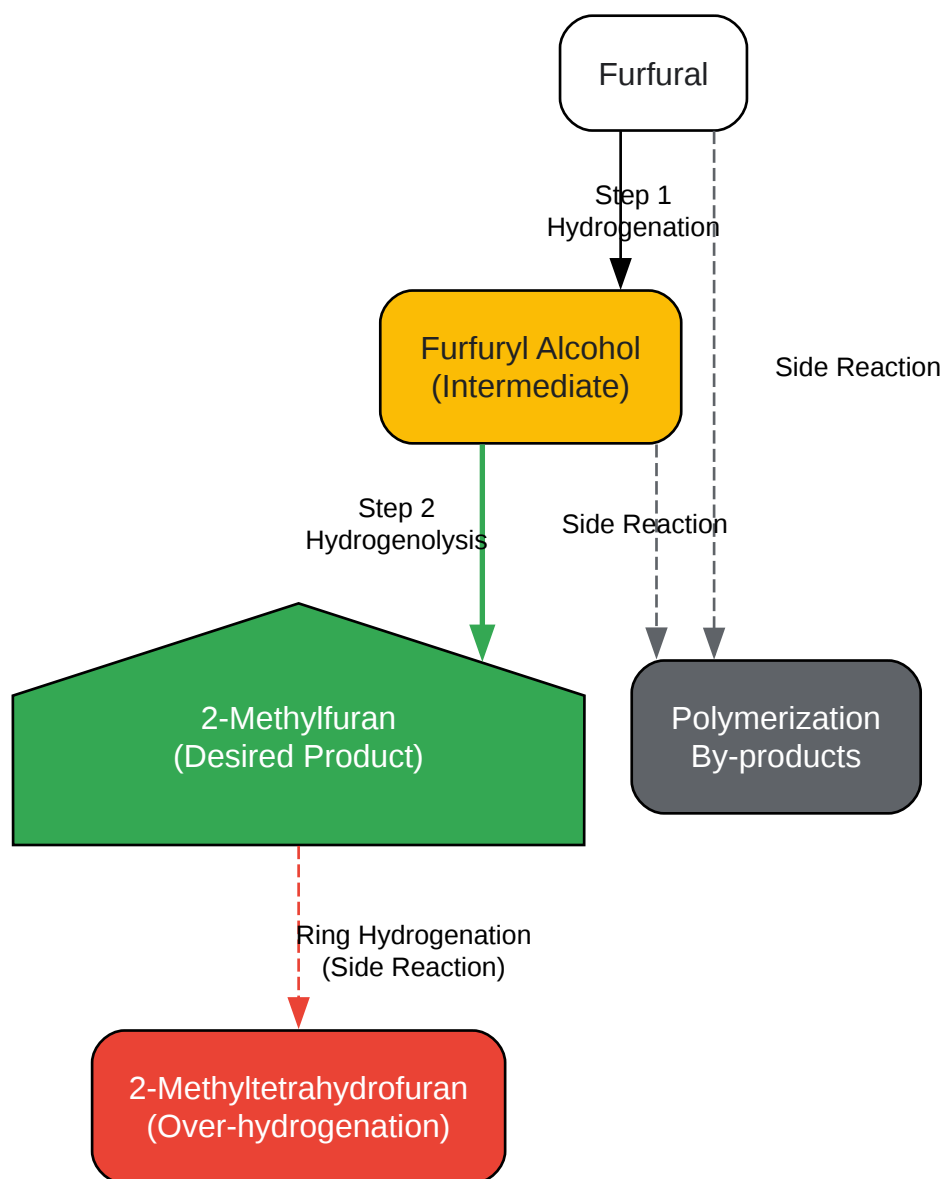 Furfural
Step 1
Hydrogenation
Furfuryl Alcohol
(Intermediate)
Side Reaction
Step 2
Hydrogenolysis
Side Reaction
2-Methylfuran
(Desired Product)
Polymerization
By-products
Ring Hydrogenation
(Side Reaction)
2-Methyltetrahydrofuran
(Over-hydrogenation)